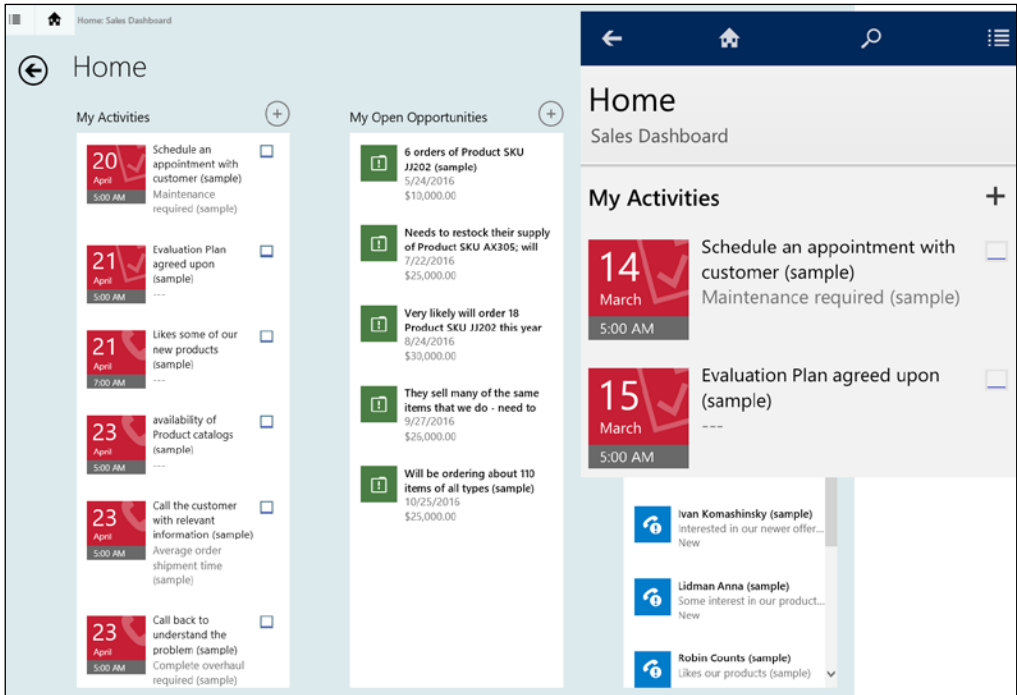 Home: Sales Dashboard
Home
My Activities
20
April
5:00 AM
Schedule an
appointment with
customer (sample)
Maintenance
required (sample)
21
April
5:00 AM
Evaluation Plan
agreed upon
(sample)
---
21
April
7:00 AM
Likes some of our
new products
(sample)
---
23
April
5:00 AM
availability of
Product catalogs
(sample)
---
23
April
5:00 AM
Call the customer
with relevant
information (sample)
Average order
shipment time
(sample)
23
April
5:00 AM
Call back to
understand the
problem (sample)
Complete overhaul
required (sample)
My Open Opportunities
6 orders of Product SKU
JJ202 (sample)
5/24/2016
$10,000.00
Needs to restock their supply
of Product SKU AX305; will
7/22/2016
$25,000.00
Very likely will order 18
Product SKU JJ202 this year
8/24/2016
$30,000.00
They sell many of the same
items that we do - need to
9/27/2016
$26,000.00
Will be ordering about 110
items of all types (sample)
10/25/2016
$25,000.00
Home
Sales Dashboard
My Activities
14
March
5:00 AM
Schedule an appointment with
customer (sample)
Maintenance required (sample)
15
March
5:00 AM
Evaluation Plan agreed upon
(sample)
---
Ivan Komashinsky (sample)
Interested in our newer offer...
New
Lidman Anna (sample)
Some interest in our product...
New
Robin Counts (sample)
Likes our products (sample)